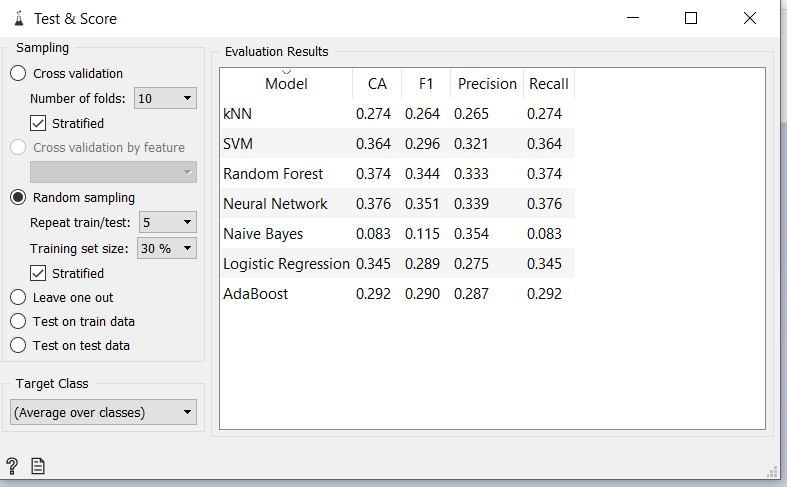 Test & Score
Sampling
Cross validation
Number of folds: 10
Stratified
Cross validation by feature
Random sampling
Repeat train/test: 5
Training set size: 30 %
Stratified
Leave one out
Test on train data
Test on test data
Target Class
(Average over classes)
?
Evaluation Results
Model CA F1 Precision Recall
kNN 0.274 0.264 0.265 0.274
SVM 0.364 0.296 0.321 0.364
Random Forest 0.374 0.344 0.333 0.374
Neural Network 0.376 0.351 0.339 0.376
Naive Bayes 0.083 0.115 0.354 0.083
Logistic Regression 0.345 0.289 0.275 0.345
AdaBoost 0.292 0.290 0.287 0.292